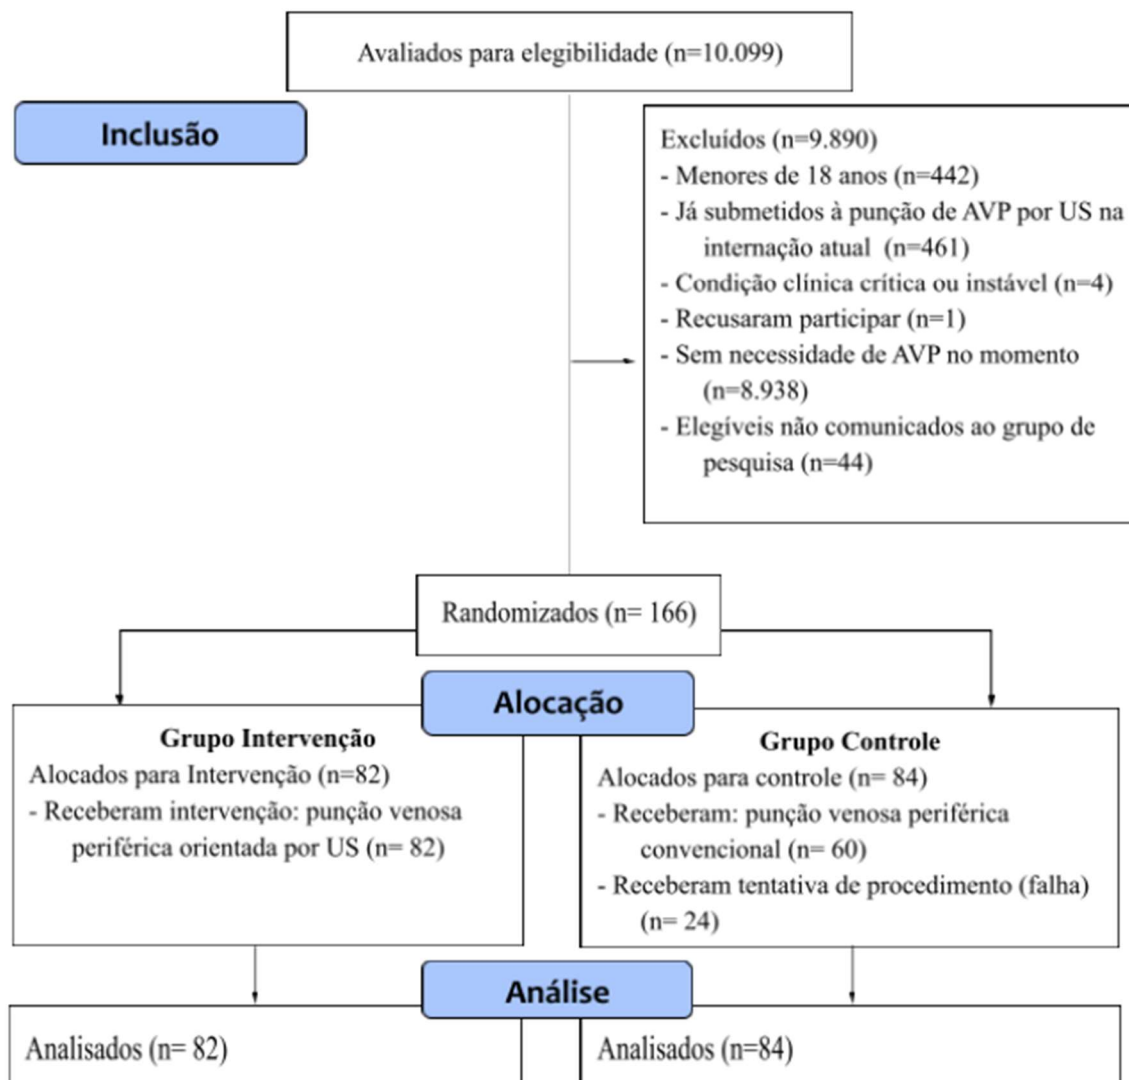 Avaliados para elegibilidade (n=10.099)
Inclusão
Excluídos (n=9.890)
- Menores de 18 anos (n=442)
- Já submetidos à punção de AVP por US na
internação atual (n=461)
- Condição clínica crítica ou instável (n=4)
- Recusaram participar (n=1)
- Sem necessidade de AVP no momento
(n=8.938)
- Elegíveis não comunicados ao grupo de
pesquisa (n=44)
Randomizados (n= 166)
Alocação
Grupo Intervenção
Alocados para Intervenção (n=82)
- Receberam intervenção: punção venosa
periférica orientada por US (n= 82)
Grupo Controle
Alocados para controle (n= 84)
- Receberam: punção venosa periférica
convencional (n= 60)
- Receberam tentativa de procedimento (falha)
(n= 24)
Análise
Analisados (n= 82)
Analisados (n=84)